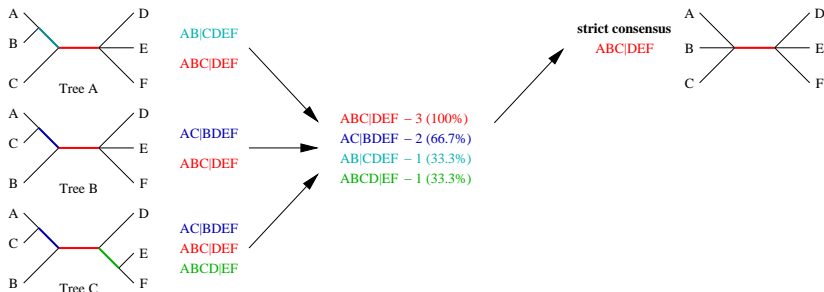 A
B
C
D
E
F
Tree A
AB|CDEF
ABC|DEF
A
C
B
D
E
F
Tree B
AC|BDEF
ABC|DEF
A
C
B
D
E
F
Tree C
AC|BDEF
ABC|DEF
ABCD|EF
ABC|DEF − 3 (100%)
AC|BDEF − 2 (66.7%)
AB|CDEF − 1 (33.3%)
ABCD|EF − 1 (33.3%)
strict consensus
ABC|DEF
A
B
C
D
E
F